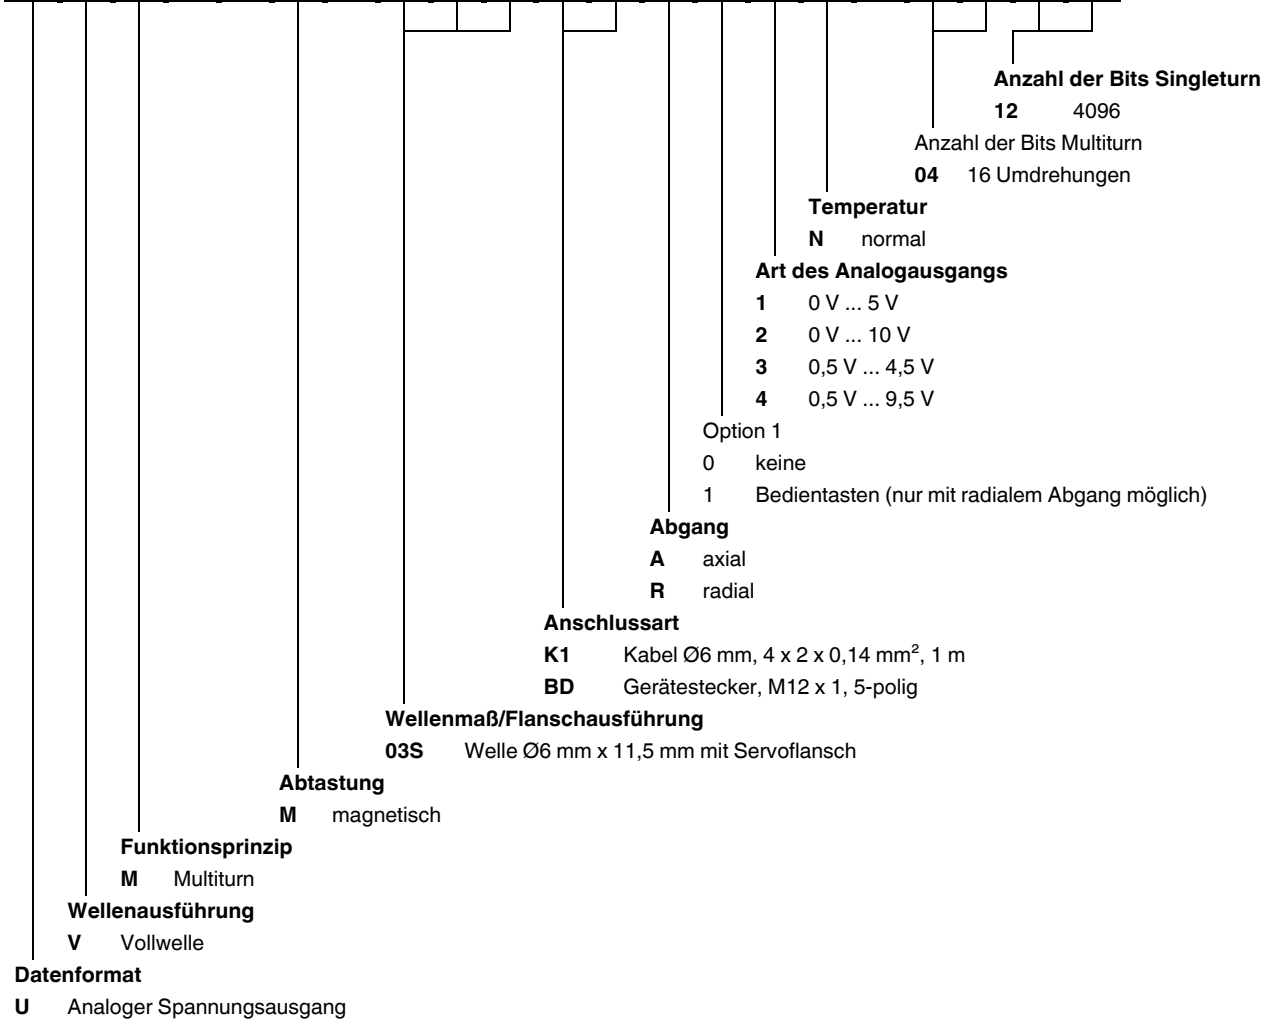 Anzahl der Bits Singleturn
12 4096
Anzahl der Bits Multiturn
04 16 Umdrehungen
Temperatur
N normal
Art des Analogausgangs
1 0 V ... 5 V
2 0 V ... 10 V
3 0,5 V ... 4,5 V
4 0,5 V ... 9,5 V
Option 1
0 keine
1 Bedientasten (nur mit radialem Abgang möglich)
Abgang
A axial
R radial
Anschlussart
K1 Kabel Ø6 mm, 4 x 2 x 0,14 mm², 1 m
BD Gerätestecker, M12 x 1, 5-polig
Wellenmaß/Flanschausführung
03S Welle Ø6 mm x 11,5 mm mit Servoflansch
Abtastung
M magnetisch
Funktionsprinzip
M Multiturn
Wellenausführung
V Vollwelle
Datenformat
U Analoger Spannungsausgang